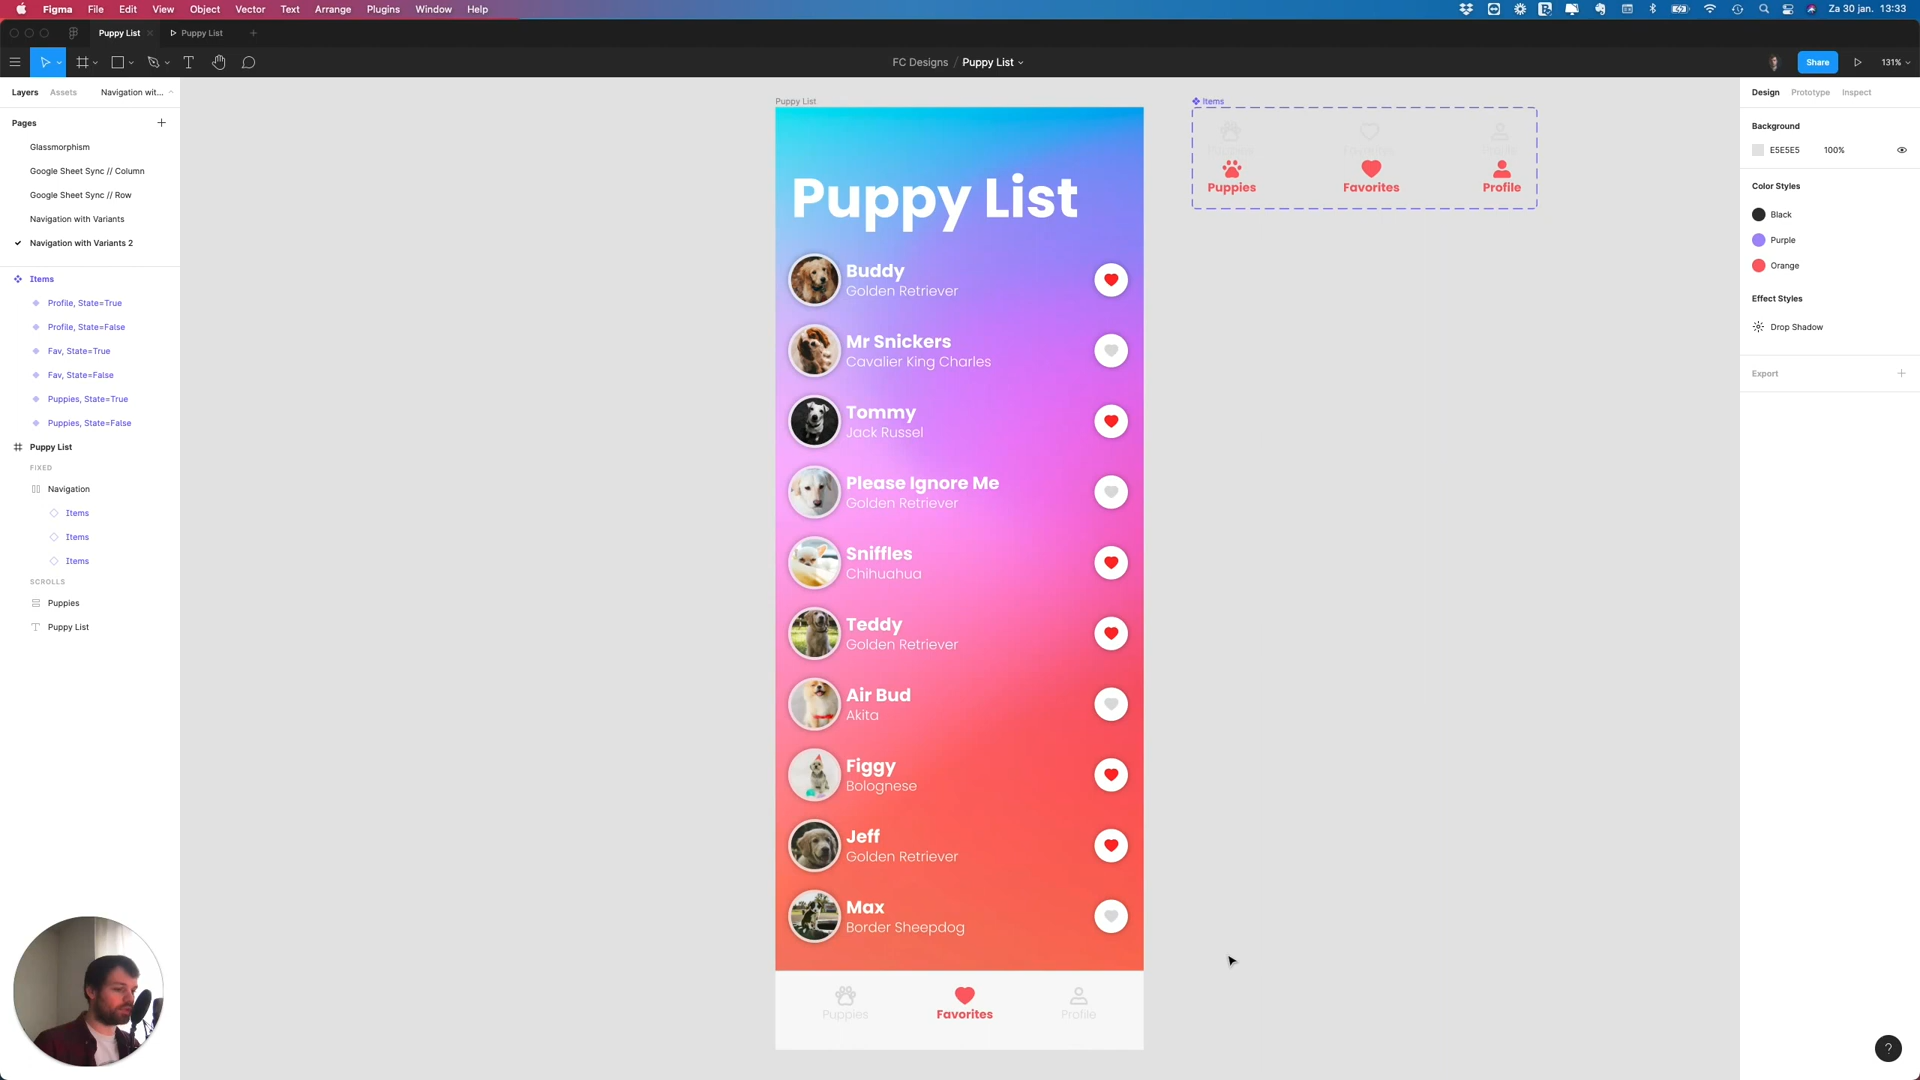 Figma File Edit View Object Vector Text Arrange Plugins Window Help
Za 30 jan. 13:33
Puppy List
Puppy List
FC Designs / Puppy List
Share
131%
Layers Assets Navigation wit...
Pages
Glassmorphism
Google Sheet Sync // Column
Google Sheet Sync // Row
Navigation with Variants
Navigation with Variants 2
Items
Profile, State=True
Profile, State=False
Fav, State=True
Fav, State=False
Puppies, State=True
Puppies, State=False
Puppy List
FIXED
Navigation
Items
Items
Items
SCROLLS
Puppies
Puppy List
Puppy List
Puppy List
Buddy
Golden Retriever
Mr Snickers
Cavalier King Charles
Tommy
Jack Russel
Please Ignore Me
Golden Retriever
Sniffles
Chihuahua
Teddy
Golden Retriever
Air Bud
Akita
Figgy
Bolognese
Jeff
Golden Retriever
Max
Border Sheepdog
Puppies Favorites Profile
Items
Puppies Favorites Profile
Puppies Favorites Profile
Design Prototype Inspect
Background
E5E5E5 100%
Color Styles
Black
Purple
Orange
Effect Styles
Drop Shadow
Export
?